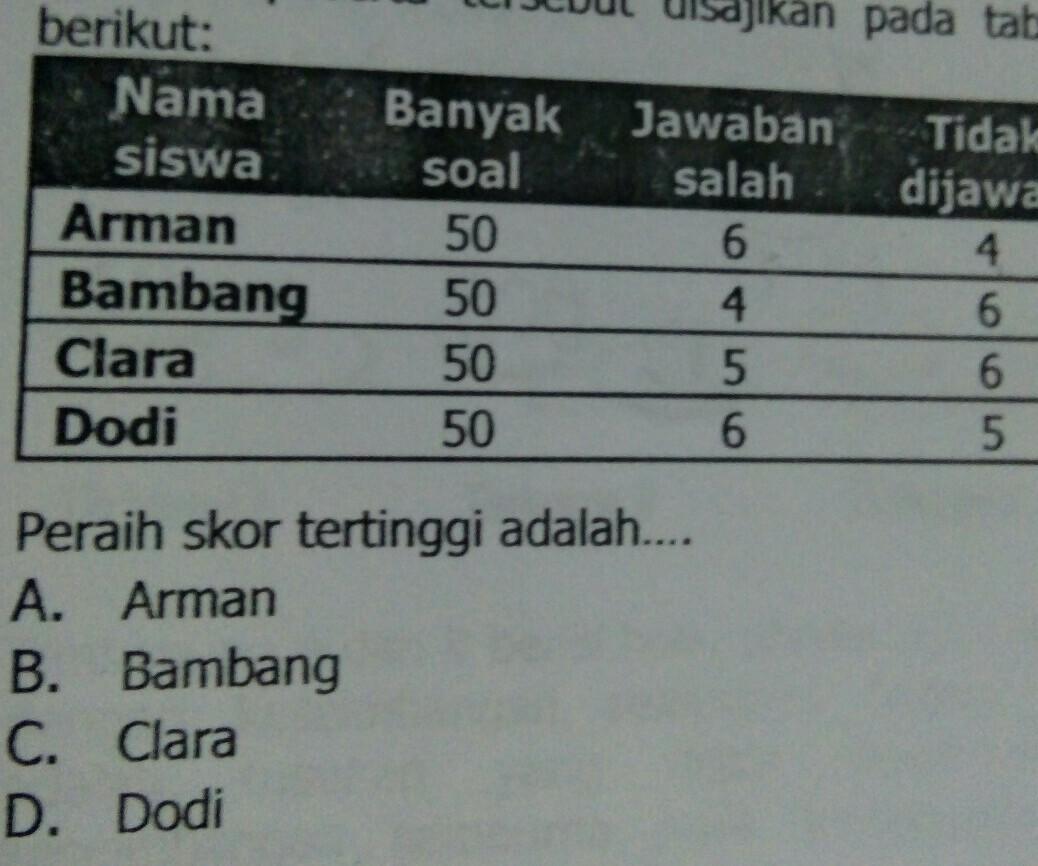 tersebut disajikan pada tab
berikut:
Nama siswa Banyak soal Jawaban salah Tidak dijawa
Arman 50 6 4
Bambang 50 4 6
Clara 50 5 6
Dodi 50 6 5
Peraih skor tertinggi adalah....
A. Arman
B. Bambang
C. Clara
D. Dodi